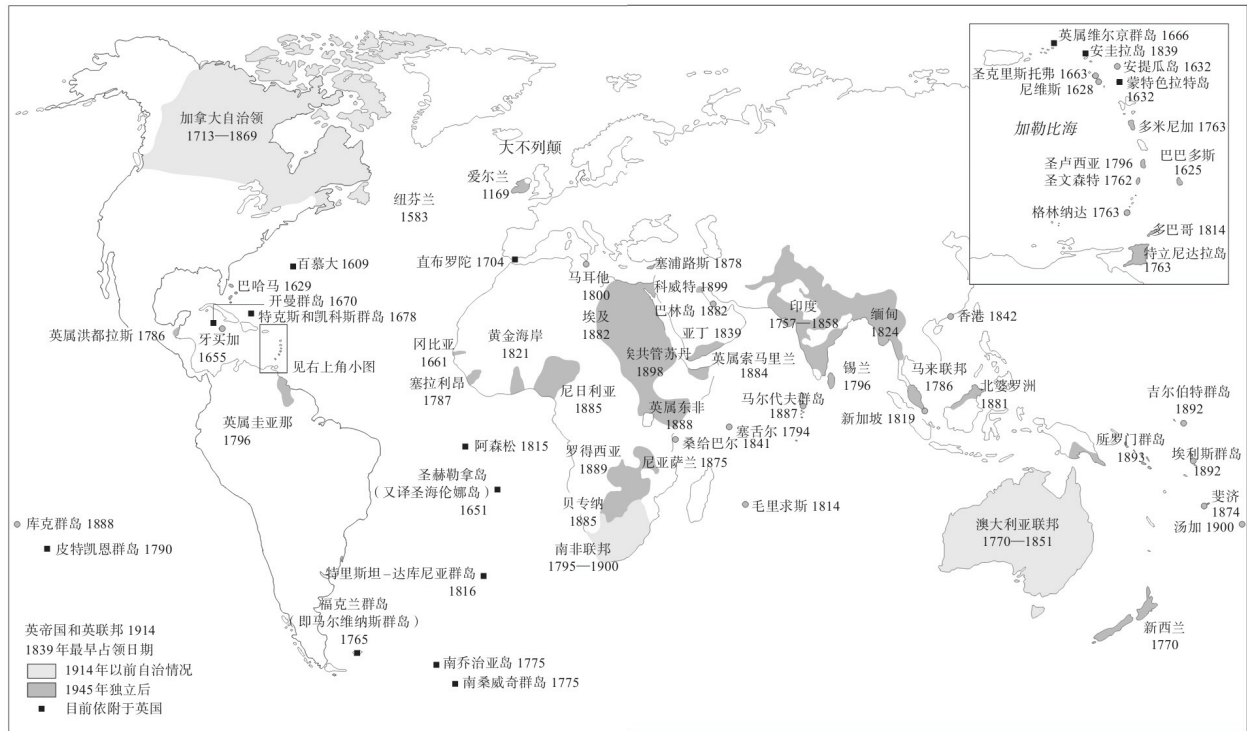 英属维尔京群岛 1666
安圭拉岛 1839
安提瓜岛 1632
圣克里斯托弗 1663
尼维斯 1628
蒙特色拉特岛
1632
加勒比海
多米尼加 1763
圣卢西亚 1796
巴巴多斯
1625
圣文森特 1762
格林纳达 1763
多巴哥 1814
特立尼达拉岛
1763
加拿大自治领
1713—1869
大不列颠
爱尔兰
1169
纽芬兰
1583
百慕大 1609
直布罗陀 1704
马耳他
1800
塞浦路斯 1878
巴哈马 1629
科威特 1899
开曼群岛 1670
巴林岛 1882
特克斯和凯科斯群岛 1678
埃及
1882
印度
1757—1858
缅甸
1824
香港 1842
英属洪都拉斯 1786
牙买加
1655
黄金海岸
1821
亚丁 1839
冈比亚
1661
埃共管苏丹
1898
英属索马里兰
1884
见右上角小图
锡兰
1796
马来联邦
1786
塞拉利昂
1787
尼日利亚
1885
北婆罗洲
1881
吉尔伯特群岛
1892
英属圭亚那
1796
英属东非
1888
马尔代夫群岛
1887
新加坡 1819
塞舌尔 1794
阿森松 1815
桑给巴尔 1841
罗得西亚
1889
所罗门群岛
1893
埃利斯群岛
1892
圣赫勒拿岛
（又译圣海伦娜岛）
1651
尼亚萨兰 1875
贝专纳
1885
毛里求斯 1814
斐济
1874
库克群岛 1888
澳大利亚联邦
1770—1851
汤加 1900
皮特凯恩群岛 1790
南非联邦
1795—1900
特里斯坦–达库尼亚群岛
1816
福克兰群岛
（即马尔维纳斯群岛）
1765
新西兰
1770
英帝国和英联邦 1914
1839年最早占领日期
1914年以前自治情况
1945年独立后
目前依附于英国
南乔治亚岛 1775
南桑威奇群岛 1775